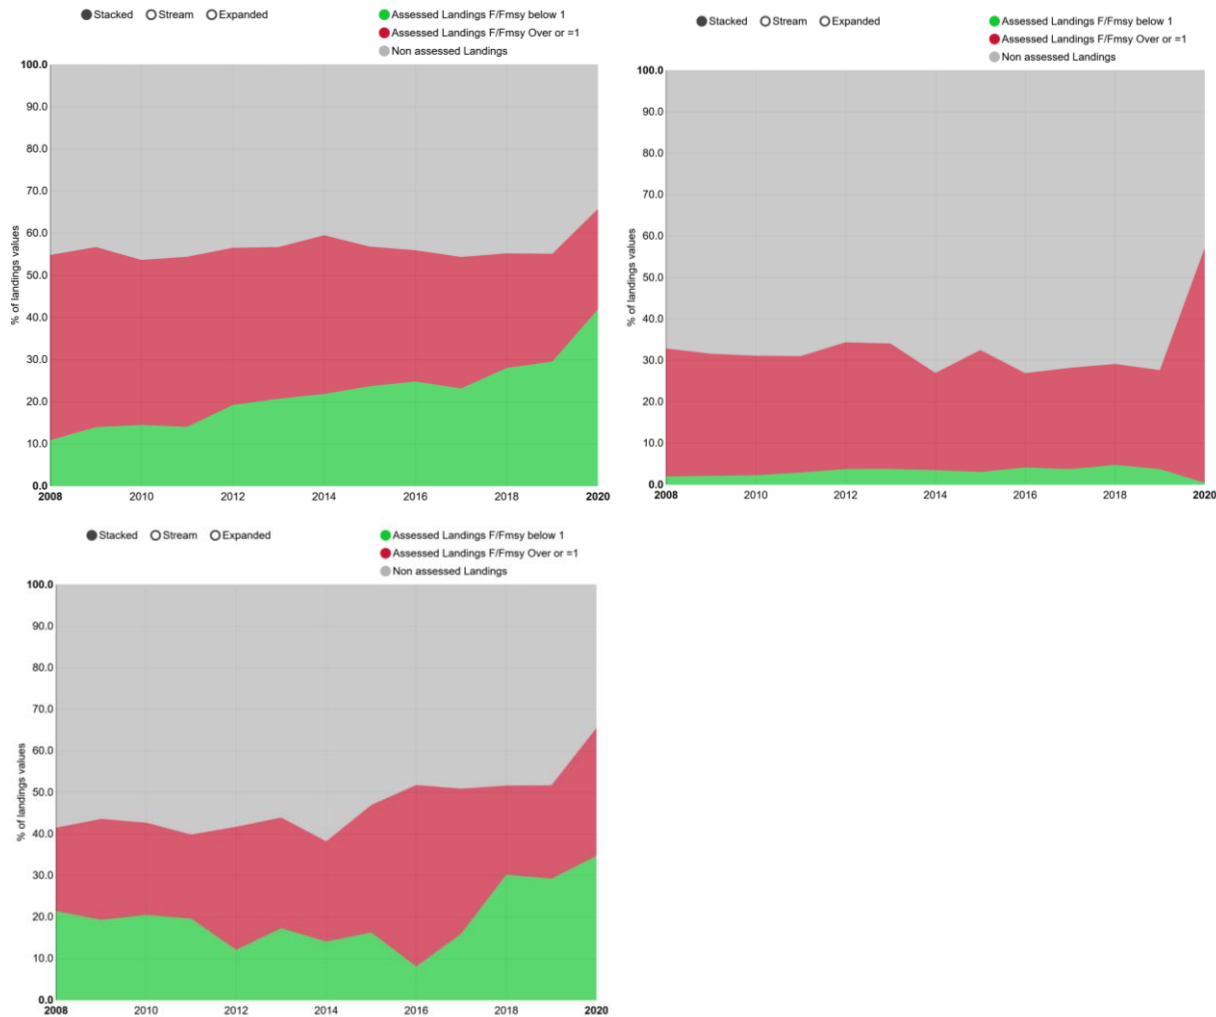 Stacked Stream Expanded
Assessed Landings F/Fmsy below 1
Assessed Landings F/Fmsy Over or =1
Non assessed Landings
100.0
90.0
80.0
70.0
60.0
50.0
40.0
30.0
20.0
10.0
0.0
% of landings values
2008 2010 2012 2014 2016 2018 2020
Stacked Stream Expanded
Assessed Landings F/Fmsy below 1
Assessed Landings F/Fmsy Over or =1
Non assessed Landings
100.0
90.0
80.0
70.0
60.0
50.0
40.0
30.0
20.0
10.0
0.0
% of landings values
2008 2010 2012 2014 2016 2018 2020
Stacked Stream Expanded
Assessed Landings F/Fmsy below 1
Assessed Landings F/Fmsy Over or =1
Non assessed Landings
100.0
90.0
80.0
70.0
60.0
50.0
40.0
30.0
20.0
10.0
0.0
% of landings values
2008 2010 2012 2014 2016 2018 2020